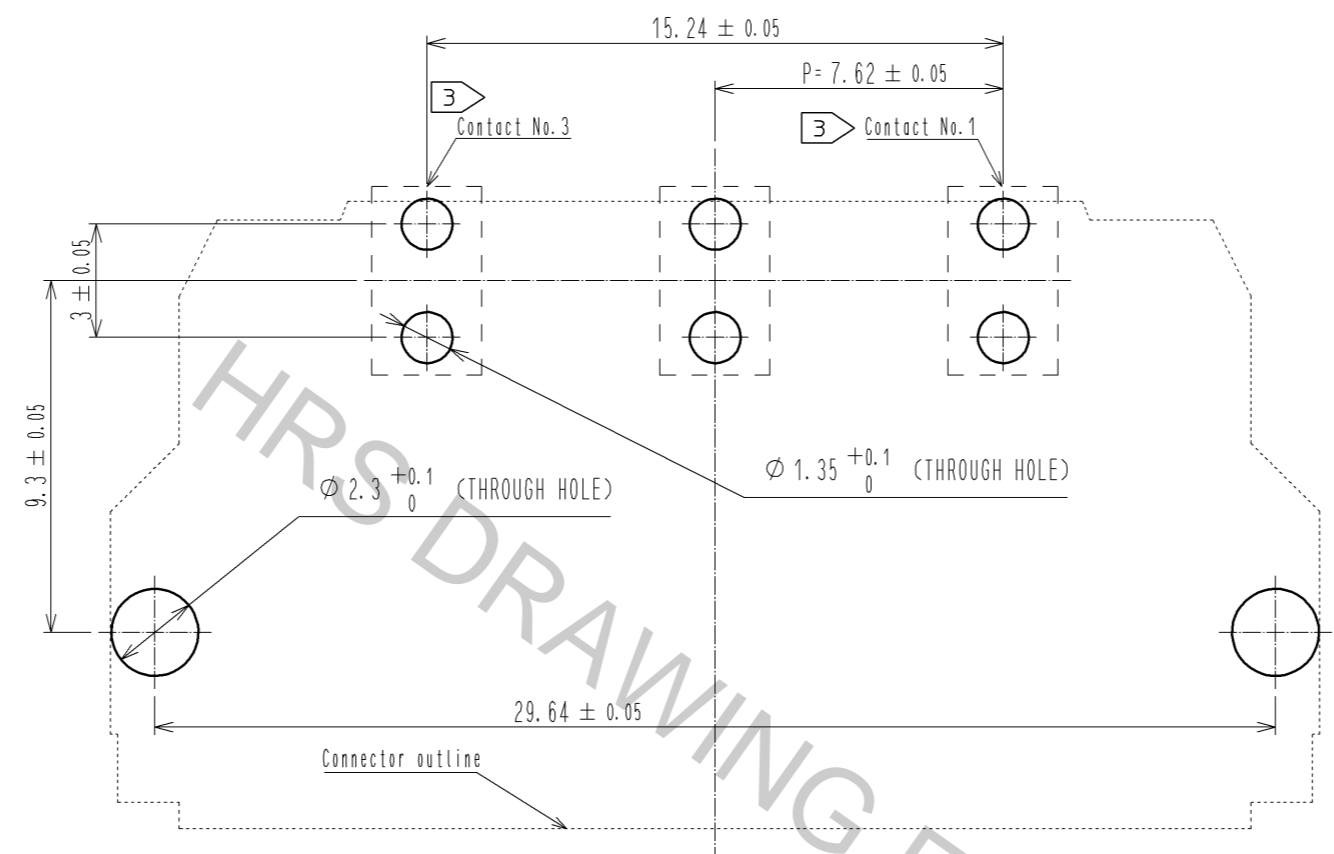 15.24 ± 0.05
P= 7.62 ± 0.05
3
Contact No.3
3
Contact No.1
3 ± 0.05
9.3 ± 0.05
Ø 2.3 +0.1 0 (THROUGH HOLE)
Ø 1.35 +0.1 0 (THROUGH HOLE)
29.64 ± 0.05
Connector outline
HRS DRAWING